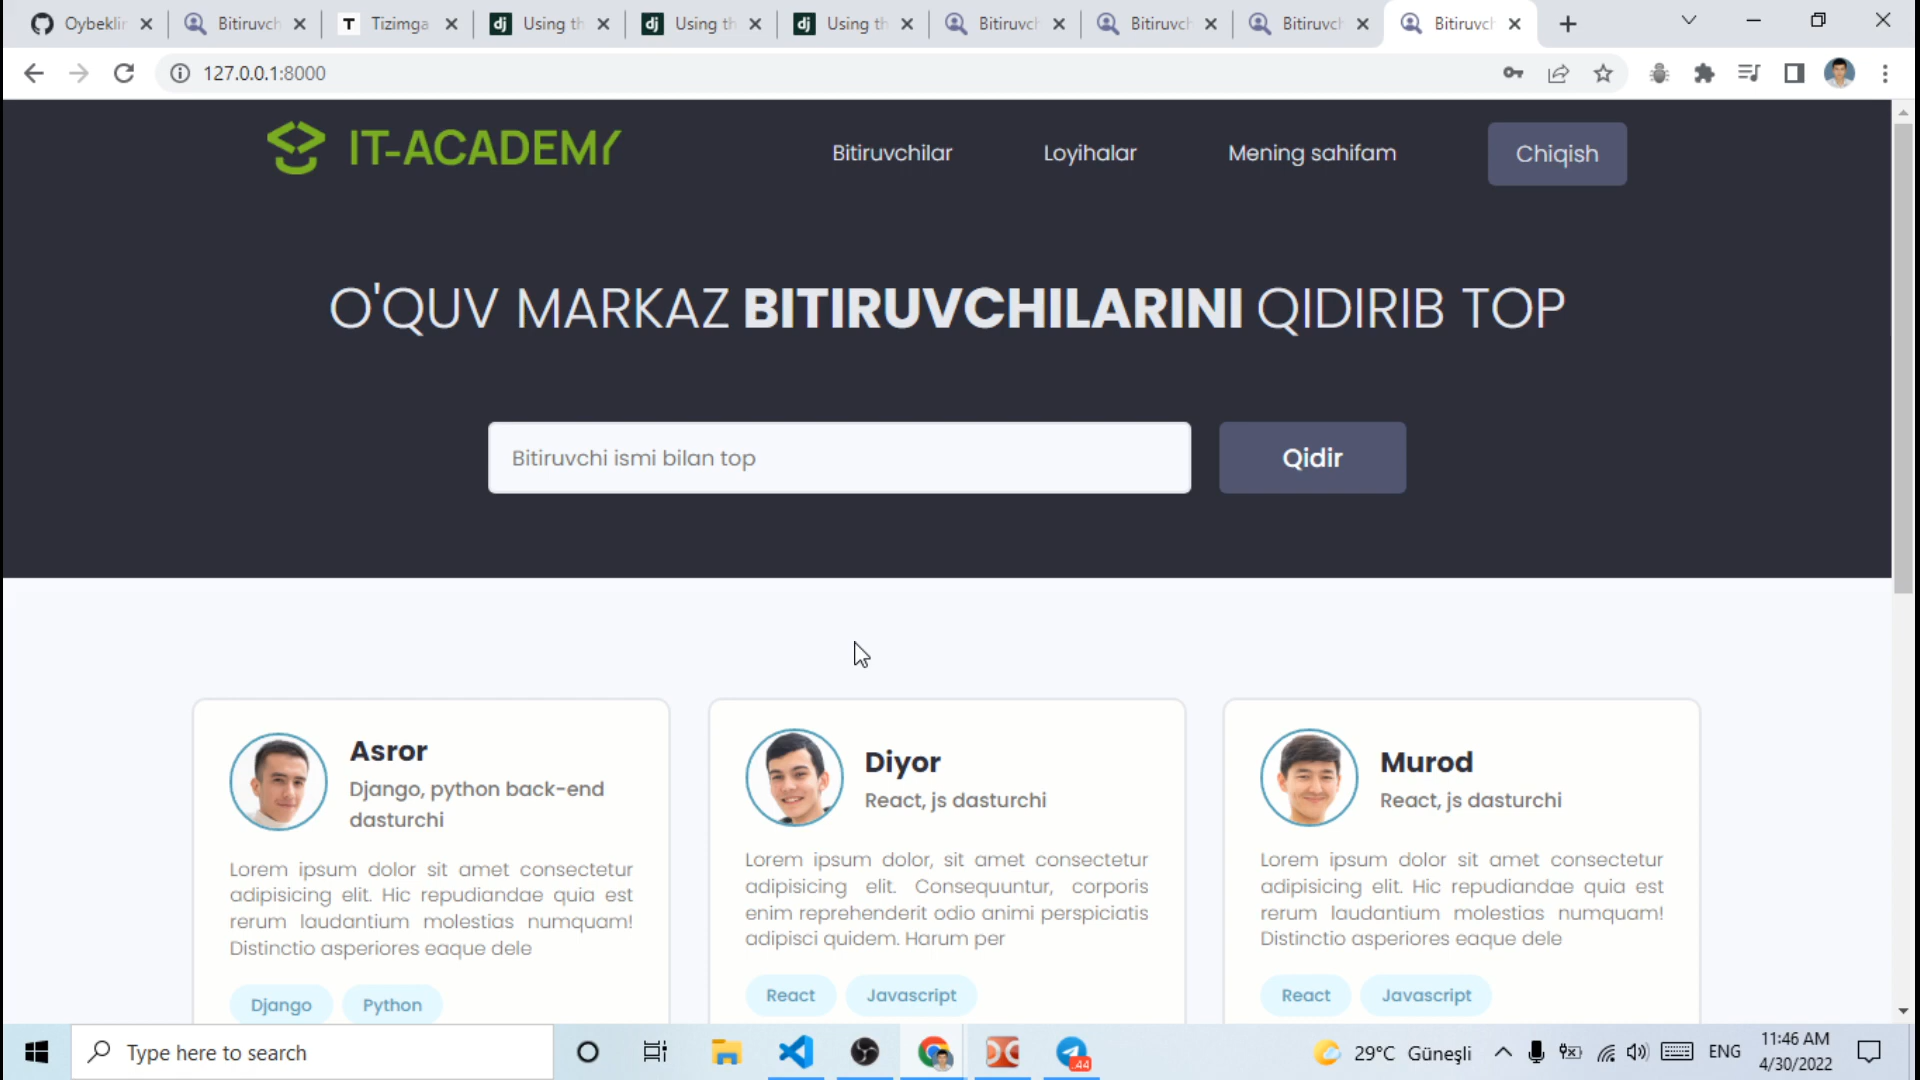 Oybeklin
Bitiruvch
Tizimga
Using th
Using th
Using th
Bitiruvch
Bitiruvch
Bitiruvch
Bitiruvch
127.0.0.1:8000
IT-ACADEMY
Bitiruvchilar
Loyihalar
Mening sahifam
Chiqish
O'QUV MARKAZ BITIRUVCHILARINI QIDIRIB TOP
Bitiruvchi ismi bilan top
Qidir
Asror
Django, python back-end
dasturchi
Lorem ipsum dolor sit amet consectetur
adipisicing elit. Hic repudiandae quia est
rerum laudantium molestias numquam!
Distinctio asperiores eaque dele
Django
Python
Diyor
React, js dasturchi
Lorem ipsum dolor, sit amet consectetur
adipisicing elit. Consequuntur, corporis
enim reprehenderit odio animi perspiciatis
adipisci quidem. Harum per
React
Javascript
Murod
React, js dasturchi
Lorem ipsum dolor sit amet consectetur
adipisicing elit. Hic repudiandae quia est
rerum laudantium molestias numquam!
Distinctio asperiores eaque dele
React
Javascript
Type here to search
44
29°C Güneşli
ENG
11:46 AM
4/30/2022